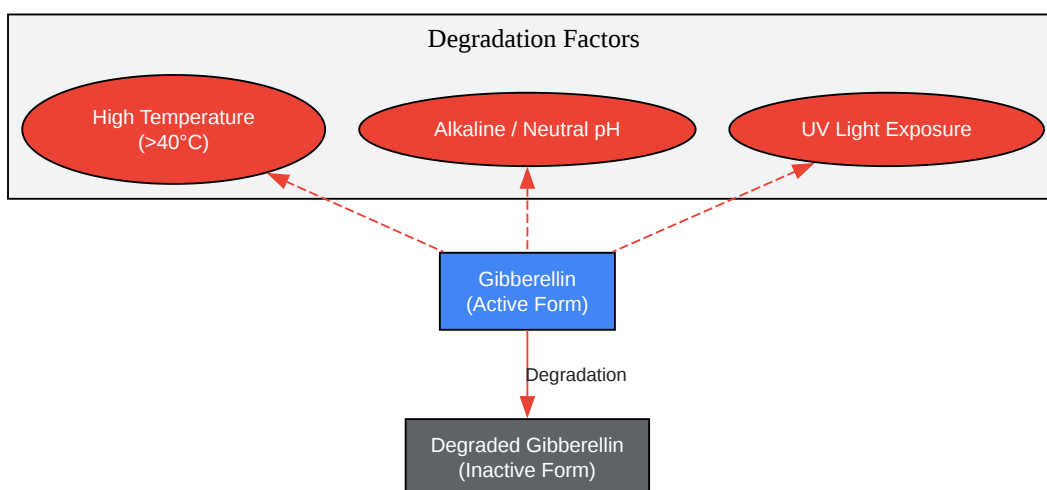 Degradation Factors
High Temperature
(>40°C)
Alkaline / Neutral pH
UV Light Exposure
Gibberellin
(Active Form)
Degradation
Degraded Gibberellin
(Inactive Form)